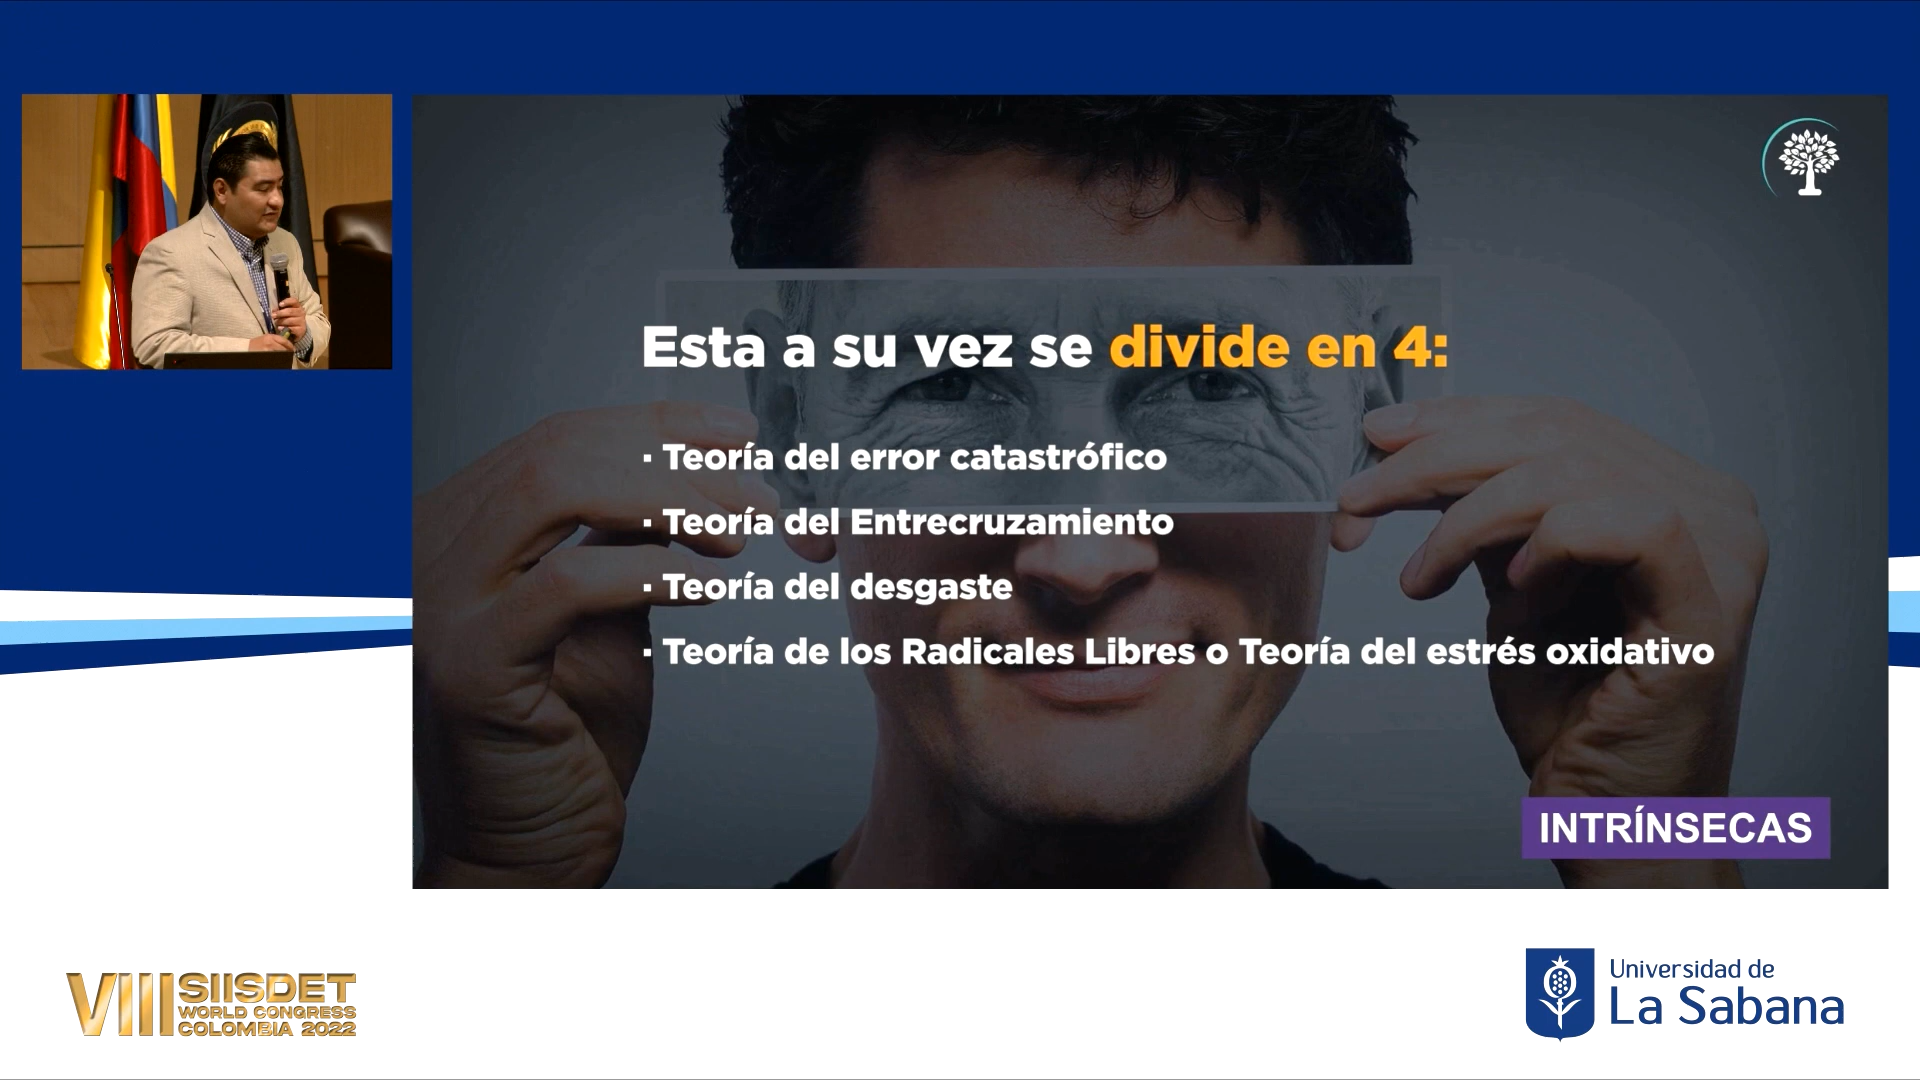 Esta a su vez se divide en 4:
· Teoría del error catastrófico
· Teoría del Entrecruzamiento
· Teoría del desgaste
· Teoría de los Radicales Libres o Teoría del estrés oxidativo
INTRÍNSECAS
VIII SIISDET
WORLD CONGRESS
COLOMBIA 2022
Universidad de
La Sabana